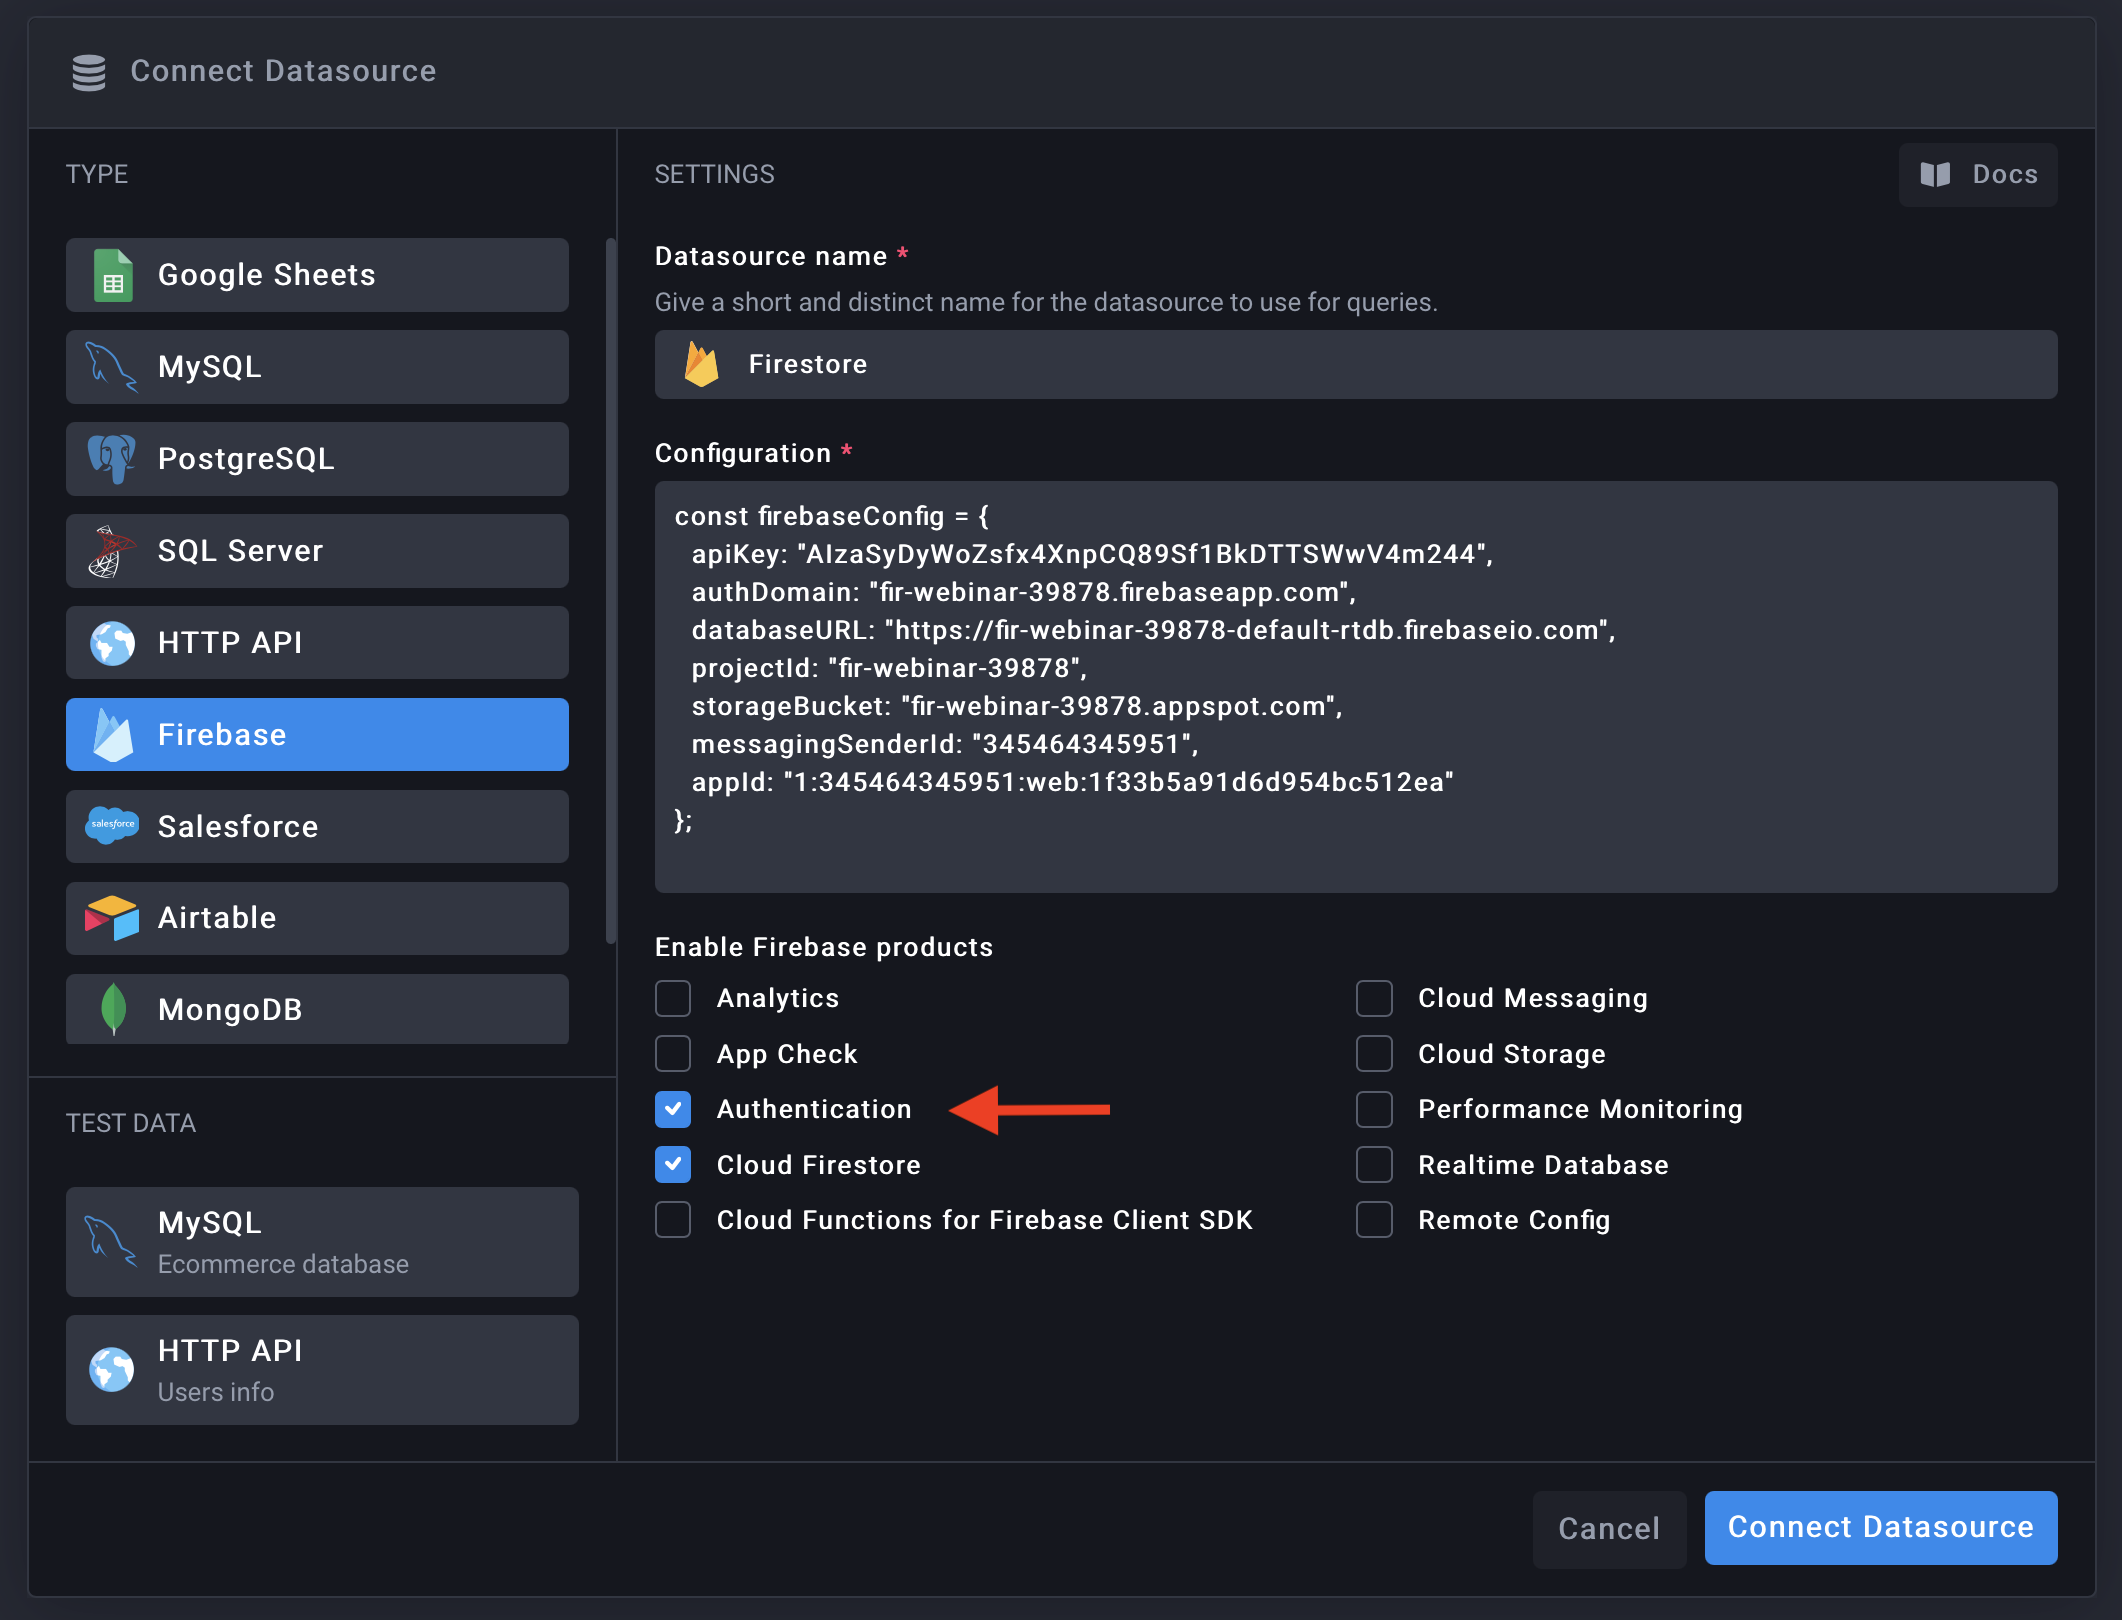 Connect Datasource
TYPE
Google Sheets
MySQL
PostgreSQL
SQL Server
HTTP API
Firebase
salesforce
Salesforce
Airtable
MongoDB
TEST DATA
MySQL
Ecommerce database
HTTP API
Users info
SETTINGS
Docs
Datasource name *
Give a short and distinct name for the datasource to use for queries.
Firestore
Configuration *
const firebaseConfig = {
apiKey: "AIzaSyDyWoZsfx4XnpCQ89Sf1BkDTTSWwV4m244",
authDomain: "fir-webinar-39878.firebaseapp.com",
databaseURL: "https://fir-webinar-39878-default-rtdb.firebaseio.com",
projectId: "fir-webinar-39878",
storageBucket: "fir-webinar-39878.appspot.com",
messagingSenderId: "345464345951",
appId: "1:345464345951:web:1f33b5a91d6d954bc512ea"
};
Enable Firebase products
Analytics
App Check
Authentication
Cloud Firestore
Cloud Functions for Firebase Client SDK
Cloud Messaging
Cloud Storage
Performance Monitoring
Realtime Database
Remote Config
Cancel
Connect Datasource